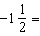 −1 1/2 =